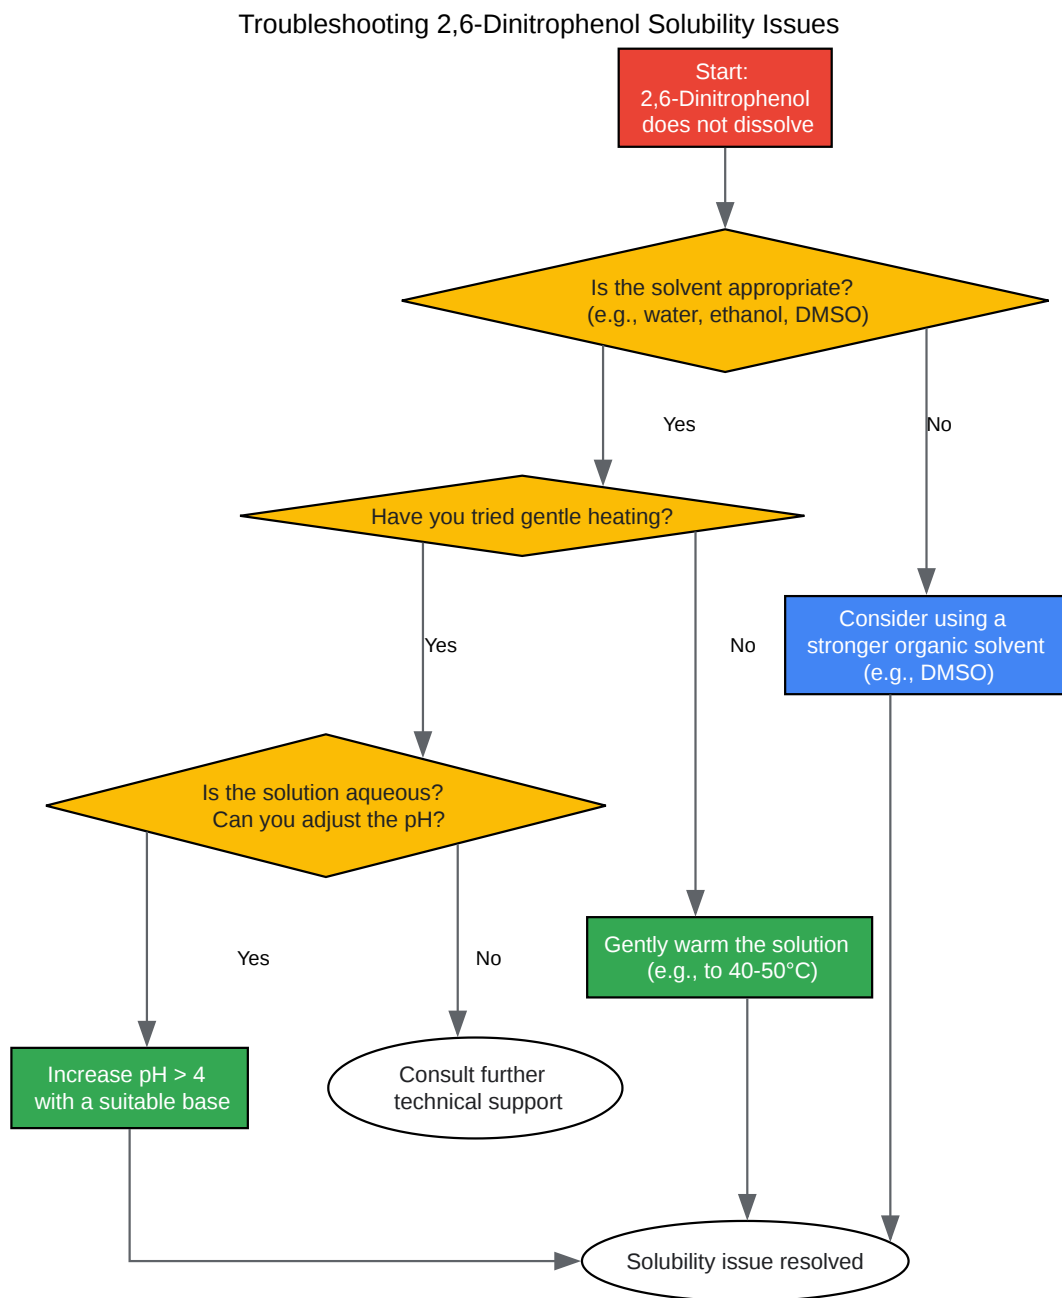 Troubleshooting 2,6-Dinitrophenol Solubility Issues
Start:
2,6-Dinitrophenol
does not dissolve
Is the solvent appropriate?
(e.g., water, ethanol, DMSO)
Yes
No
Have you tried gentle heating?
Yes
No
Consider using a
stronger organic solvent
(e.g., DMSO)
Is the solution aqueous?
Can you adjust the pH?
Yes
No
Gently warm the solution
(e.g., to 40-50°C)
Increase pH > 4
with a suitable base
Consult further
technical support
Solubility issue resolved